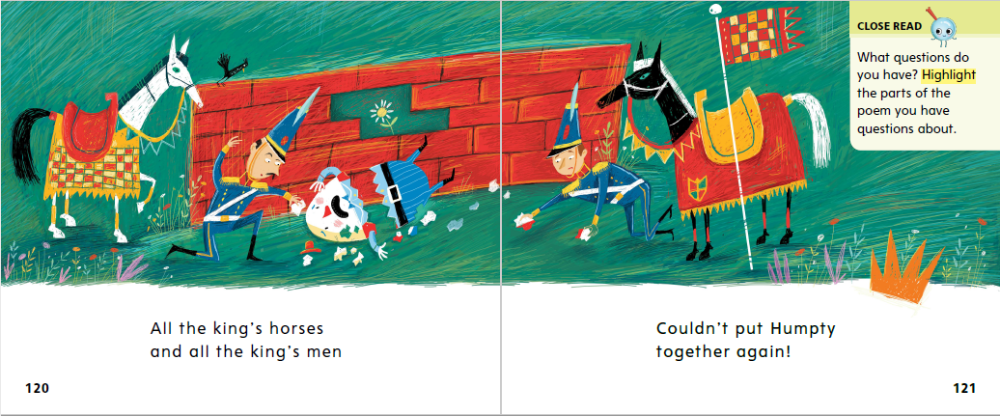 All the king's horses
and all the king's men
120
CLOSE READ
What questions do
you have? Highlight
the parts of the
poem you have
questions about.
Couldn't put Humpty
together again!
121